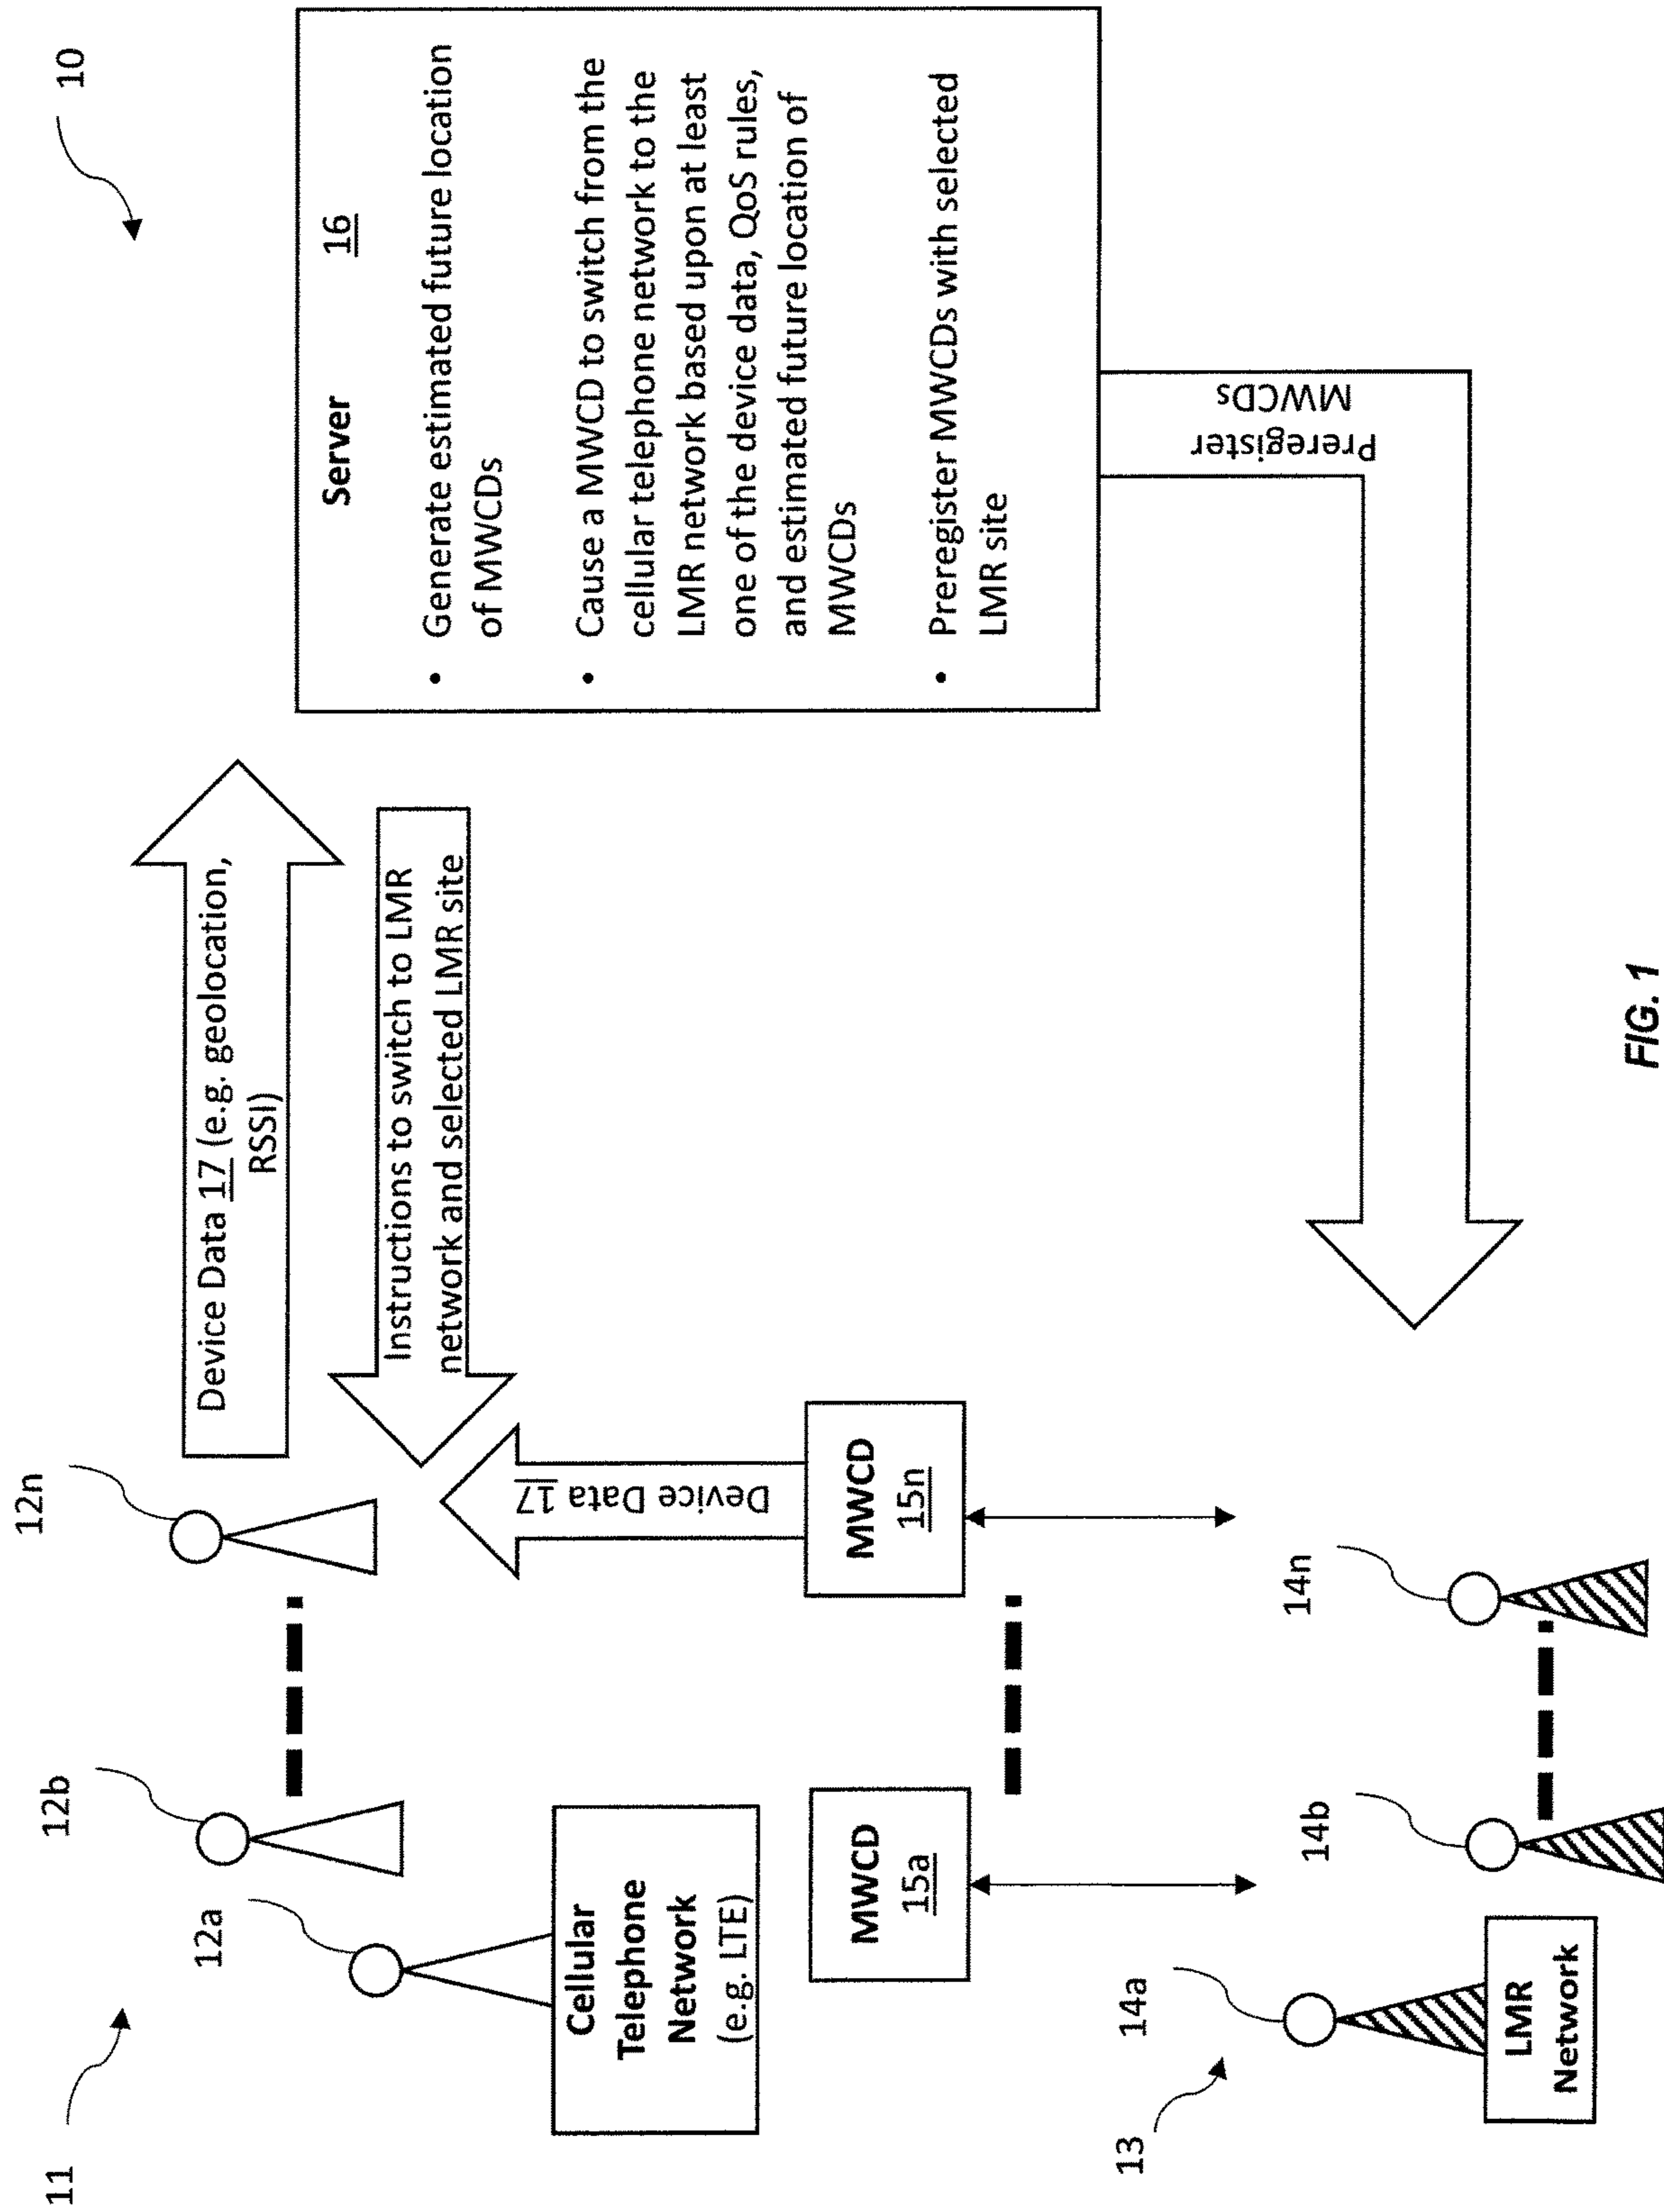 10
11
12a
12b
12n
Cellular
Telephone
Network
(e.g. LTE)
Device Data 17 (e.g. geolocation,
RSSI)
Instructions to switch to LMR
network and selected LMR site
Device Data 17
Server 16
• Generate estimated future location
of MWCDs
• Cause a MWCD to switch from the
cellular telephone network to the
LMR network based upon at least
one of the device data, QoS rules,
and estimated future location of
MWCDs
• Preregister MWCDs with selected
LMR site
MWCD
15a
MWCD
15n
Preregister
MWCDs
13
14a
14b
14n
LMR
Network
FIG. 1